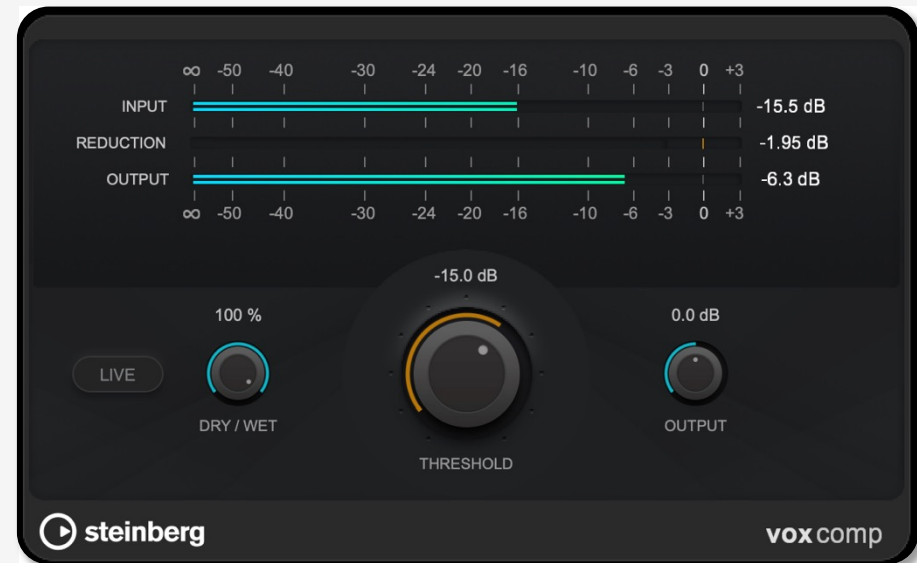 ∞ -50 -40 -30 -24 -20 -16 -10 -6 -3 0 +3
INPUT -15.5 dB
REDUCTION -1.95 dB
OUTPUT -6.3 dB
∞ -50 -40 -30 -24 -20 -16 -10 -6 -3 0 +3
-15.0 dB
100 % 0.0 dB
LIVE
DRY / WET OUTPUT
THRESHOLD
steinberg voxcomp